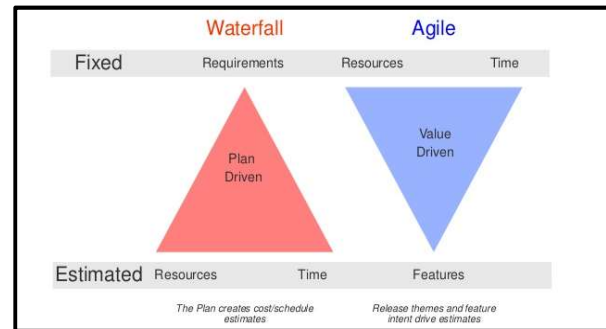 Waterfall Agile
Fixed Requirements Resources Time
Plan
Driven
Value
Driven
Estimated Resources Time Features
The Plan creates cost/schedule
estimates
Release themes and feature
intent drive estimates